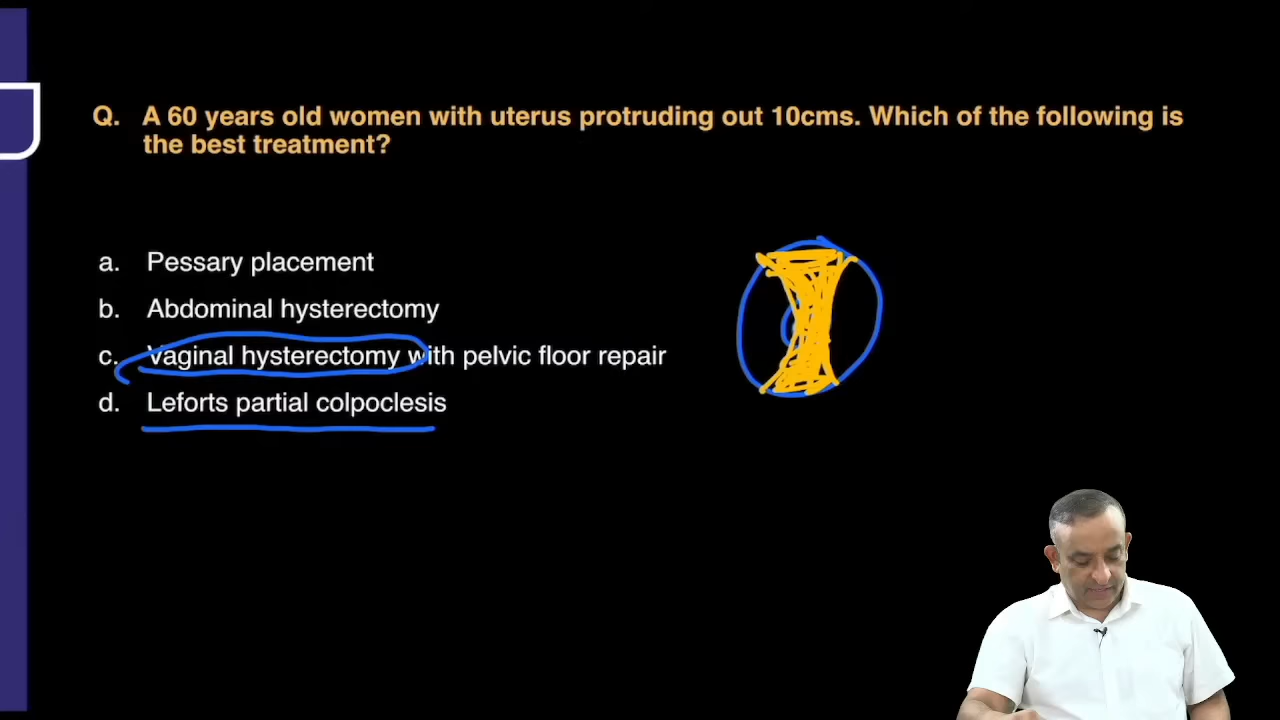 Q. A 60 years old women with uterus protruding out 10cms. Which of the following is
the best treatment?
a. Pessary placement
b. Abdominal hysterectomy
c. Vaginal hysterectomy with pelvic floor repair
d. Leforts partial colpoclesis